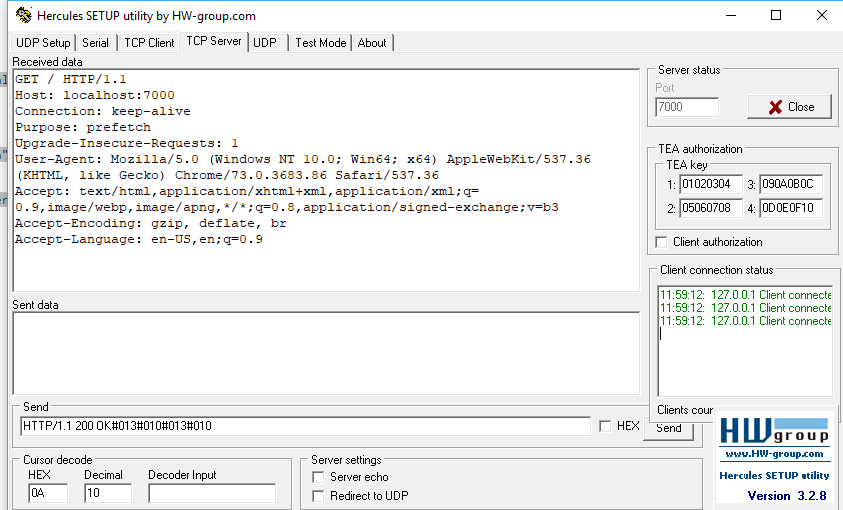 Hercules SETUP utility by HW-group.com
UDP Setup Serial TCP Client TCP Server UDP Test Mode About
Received data
GET / HTTP/1.1
Host: localhost:7000
Connection: keep-alive
Purpose: prefetch
Upgrade-Insecure-Requests: 1
User-Agent: Mozilla/5.0 (Windows NT 10.0; Win64; x64) AppleWebKit/537.36
(KHTML, like Gecko) Chrome/73.0.3683.86 Safari/537.36
Accept: text/html,application/xhtml+xml,application/xml;q=
0.9,image/webp,image/apng,*/*;q=0.8,application/signed-exchange;v=b3
Accept-Encoding: gzip, deflate, br
Accept-Language: en-US,en;q=0.9
Sent data
Send
HTTP/1.1 200 OK#013#010#013#010
HEX
Send
Cursor decode
HEX Decimal Decoder Input
0A 10
Server settings
Server echo
Redirect to UDP
Server status
Port
7000 Close
TEA authorization
TEA key
1: 01020304 3: 090A0B0C
2: 05060708 4: 0D0E0F10
Client authorization
Client connection status
11:59:12: 127.0.0.1 Client connecte
11:59:12: 127.0.0.1 Client connecte
11:59:12: 127.0.0.1 Client connecte
Clients cour
HW group
www.HW-group.com
Hercules SETUP utility
Version 3.2.8